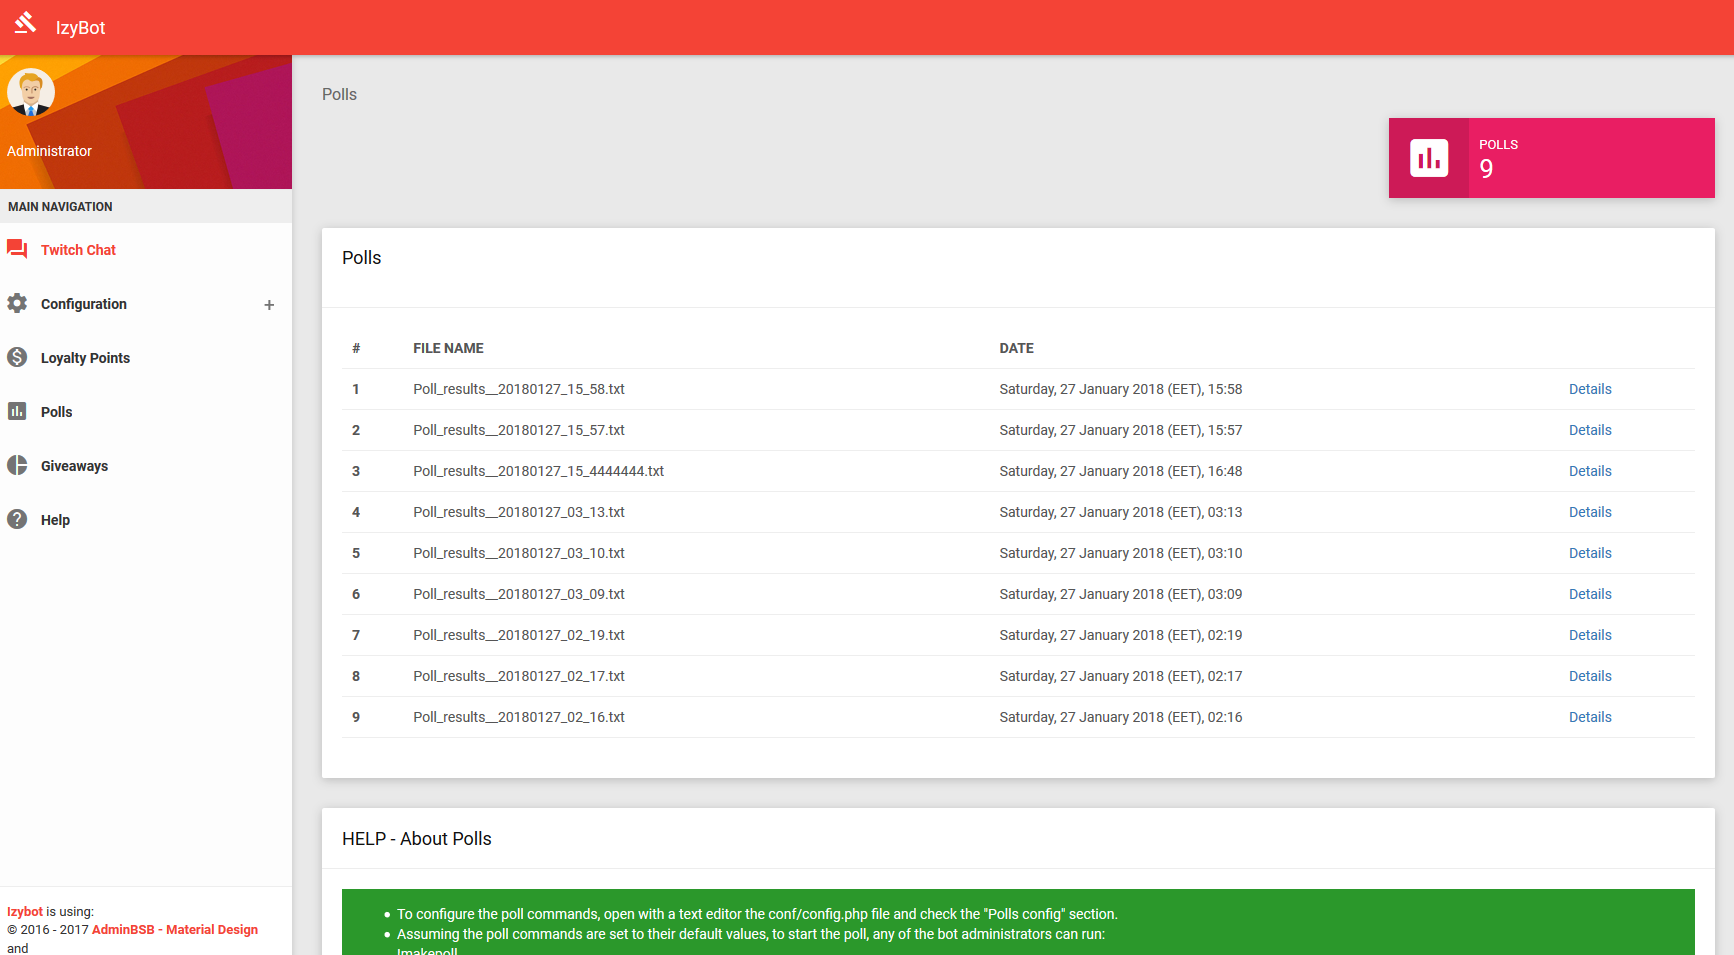 IzyBot
Administrator
MAIN NAVIGATION
Twitch Chat
Configuration +
Loyalty Points
Polls
Giveaways
Help
Izybot is using:
© 2016 - 2017 AdminBSB - Material Design
and
Polls
POLLS
9
Polls
# FILE NAME DATE
1 Poll_results__20180127_15_58.txt Saturday, 27 January 2018 (EET), 15:58 Details
2 Poll_results__20180127_15_57.txt Saturday, 27 January 2018 (EET), 15:57 Details
3 Poll_results__20180127_15_4444444.txt Saturday, 27 January 2018 (EET), 16:48 Details
4 Poll_results__20180127_03_13.txt Saturday, 27 January 2018 (EET), 03:13 Details
5 Poll_results__20180127_03_10.txt Saturday, 27 January 2018 (EET), 03:10 Details
6 Poll_results__20180127_03_09.txt Saturday, 27 January 2018 (EET), 03:09 Details
7 Poll_results__20180127_02_19.txt Saturday, 27 January 2018 (EET), 02:19 Details
8 Poll_results__20180127_02_17.txt Saturday, 27 January 2018 (EET), 02:17 Details
9 Poll_results__20180127_02_16.txt Saturday, 27 January 2018 (EET), 02:16 Details
HELP - About Polls
• To configure the poll commands, open with a text editor the conf/config.php file and check the "Polls config" section.
• Assuming the poll commands are set to their default values, to start the poll, any of the bot administrators can run:
!makepoll